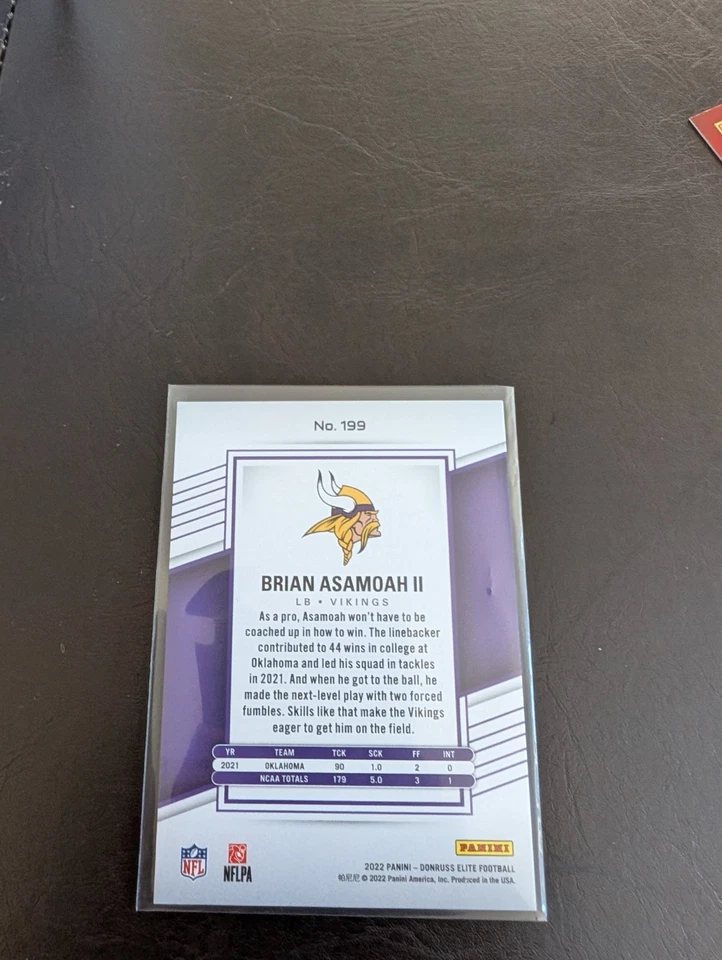 No. 199
BRIAN ASAMOAH II
LB • VIKINGS
As a pro, Asamoah won't have to be
coached up in how to win. The linebacker
contributed to 44 wins in college at
Oklahoma and led his squad in tackles
in 2021. And when he got to the ball, he
made the next-level play with two forced
fumbles. Skills like that make the Vikings
eager to get him on the field.
YR TEAM TCK SCK FF INT
2021 OKLAHOMA 90 1.0 2 0
NCAA TOTALS 179 5.0 3 1
PANINI
NFL NFLPA
2022 PANINI – DONRUSS ELITE FOOTBALL
帕尼尼 © 2022 Panini America, Inc. Produced in the USA.